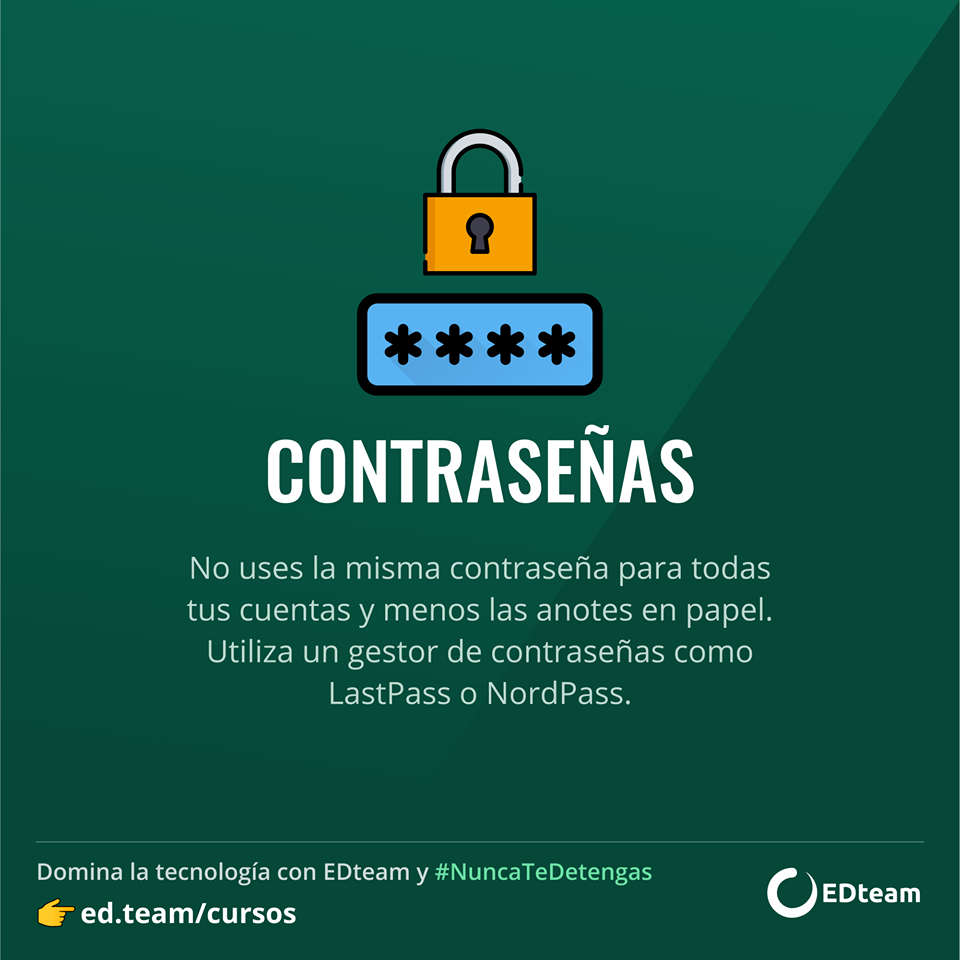 ****
CONTRASEÑAS
No uses la misma contraseña para todas
tus cuentas y menos las anotes en papel.
Utiliza un gestor de contraseñas como
LastPass o NordPass.
Domina la tecnología con EDteam y #NuncaTeDetengas
👉 ed.team/cursos
EDteam